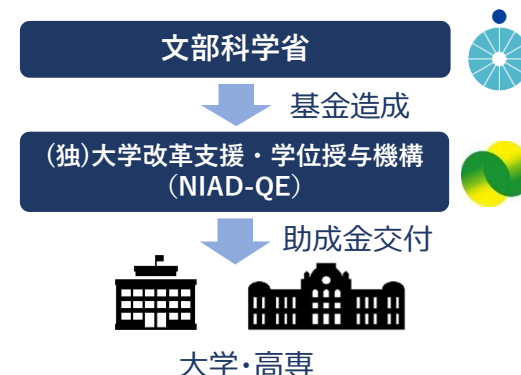 文部科学省
基金造成
(独)大学改革支援・学位授与機構
(NIAD-QE)
助成金交付
大学・高専